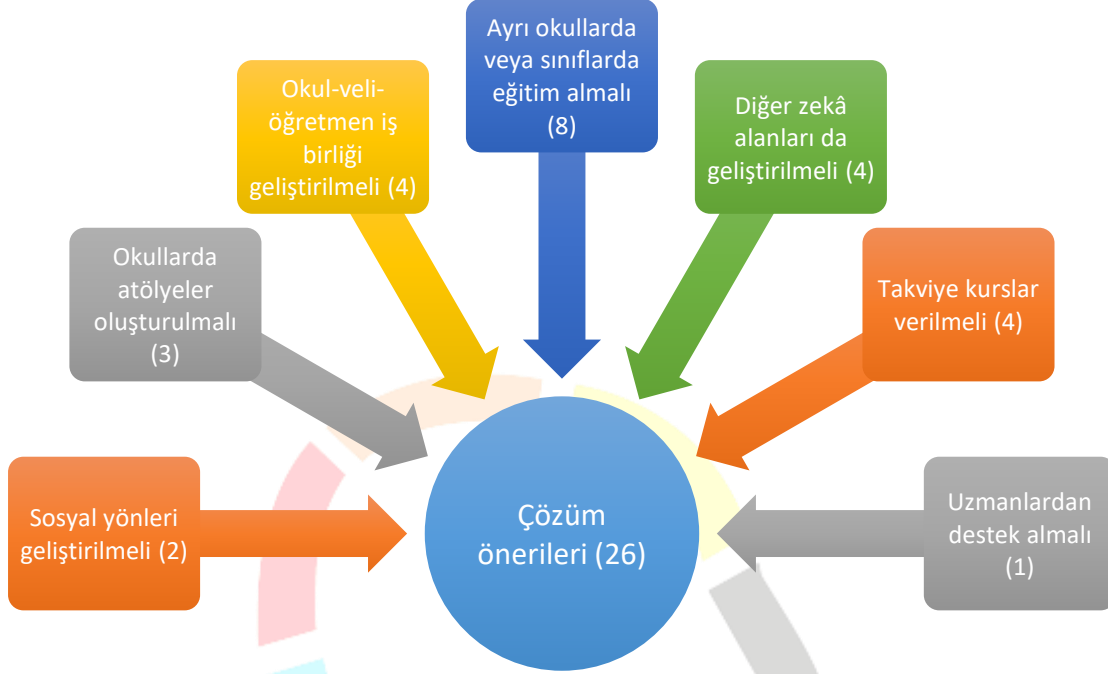 Ayrı okullarda
veya sınıflarda
eğitim almalı
(8)
Okul-veli-
öğretmen iş
birliği
geliştirilmeli (4)
Diğer zekâ
alanları da
geliştirilmeli (4)
Okullarda
atölyeler
oluşturulmalı
(3)
Takviye kurslar
verilmeli (4)
Sosyal yönleri
geliştirilmeli (2)
Çözüm
önerileri (26)
Uzmanlardan
destek almalı
(1)